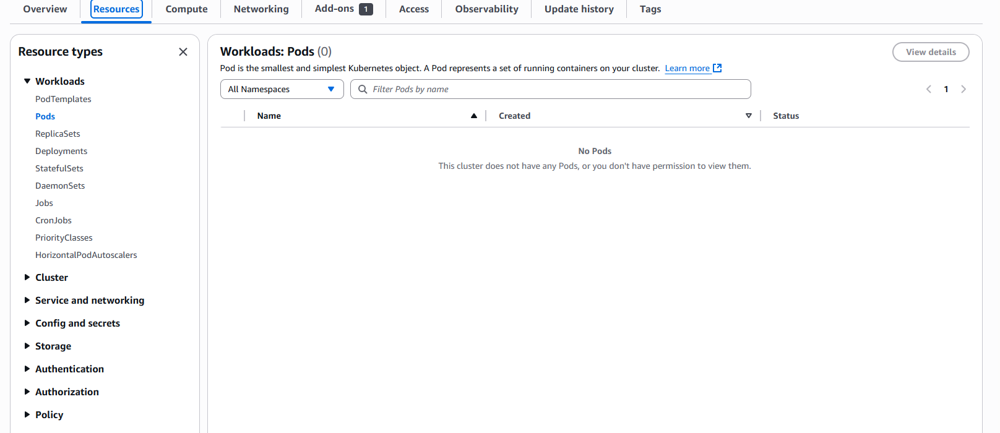 Overview Resources Compute Networking Add-ons 1 Access Observability Update history Tags
Resource types
Workloads
PodTemplates
Pods
ReplicaSets
Deployments
StatefulSets
DaemonSets
Jobs
CronJobs
PriorityClasses
HorizontalPodAutoscalers
Cluster
Service and networking
Config and secrets
Storage
Authentication
Authorization
Policy
Workloads: Pods (0)
View details
Pod is the smallest and simplest Kubernetes object. A Pod represents a set of running containers on your cluster. Learn more
All Namespaces Filter Pods by name 1
Name Created Status
No Pods
This cluster does not have any Pods, or you don't have permission to view them.